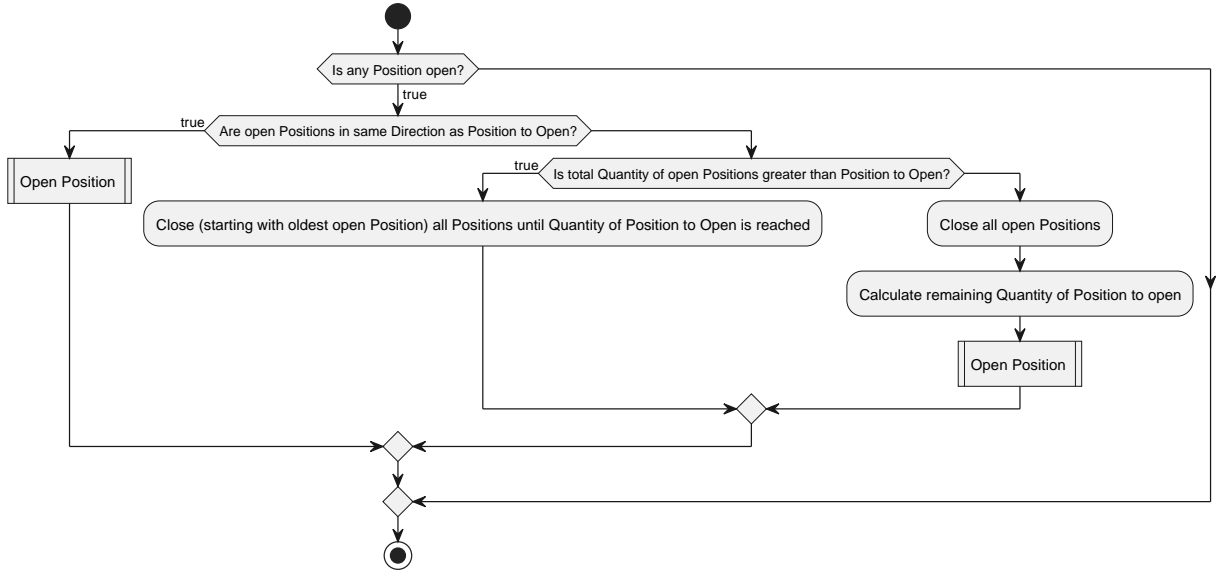 Is any Position open?
true
true
Are open Positions in same Direction as Position to Open?
Open Position
true
Is total Quantity of open Positions greater than Position to Open?
Close (starting with oldest open Position) all Positions until Quantity of Position to Open is reached
Close all open Positions
Calculate remaining Quantity of Position to open
Open Position